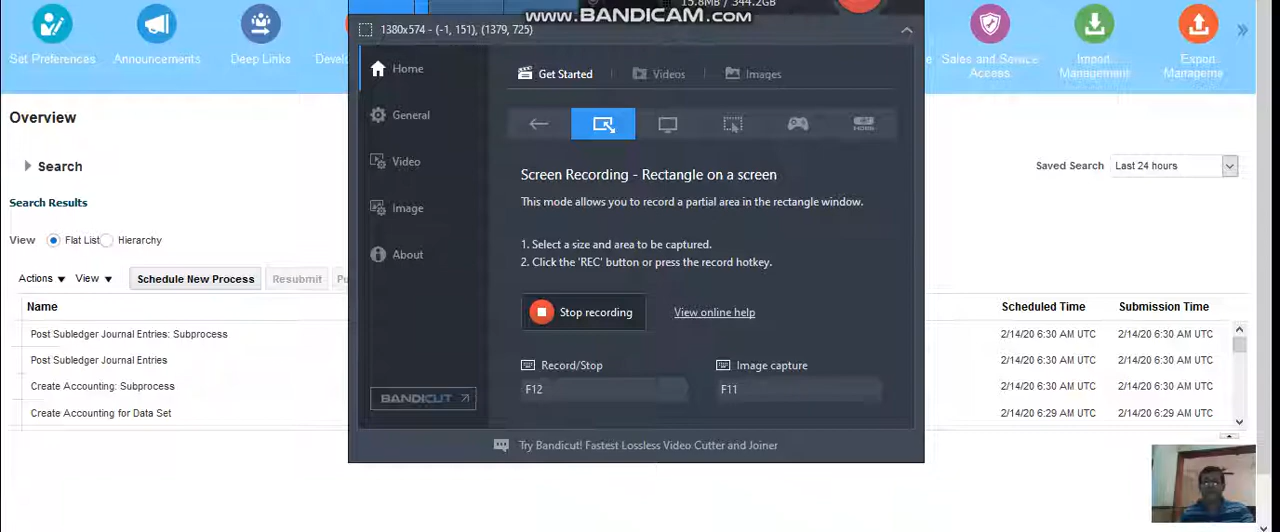 15.8MB / 344.2GB
www.BANDICAM.com
1380x574 - (-1, 151), (1379, 725)
Set Preferences
Announcements
Deep Links
Sales and Service
Access
Import
Management
Export
Home
General
Video
Image
About
BANDICUT
Get Started
Videos
Images
HDMI
Screen Recording - Rectangle on a screen
This mode allows you to record a partial area in the rectangle window.
1. Select a size and area to be captured.
2. Click the 'REC' button or press the record hotkey.
Stop recording
View online help
Record/Stop
Image capture
F12
F11
Try Bandicut! Fastest Lossless Video Cutter and Joiner
Overview
Search
Saved Search
Last 24 hours
Search Results
View
Flat List
Hierarchy
Actions
View
Schedule New Process
Resubmit
Name
Scheduled Time
Submission Time
Post Subledger Journal Entries: Subprocess
2/14/20 6:30 AM UTC
2/14/20 6:30 AM UTC
Post Subledger Journal Entries
2/14/20 6:30 AM UTC
2/14/20 6:30 AM UTC
Create Accounting: Subprocess
2/14/20 6:30 AM UTC
2/14/20 6:30 AM UTC
Create Accounting for Data Set
2/14/20 6:29 AM UTC
2/14/20 6:29 AM UTC